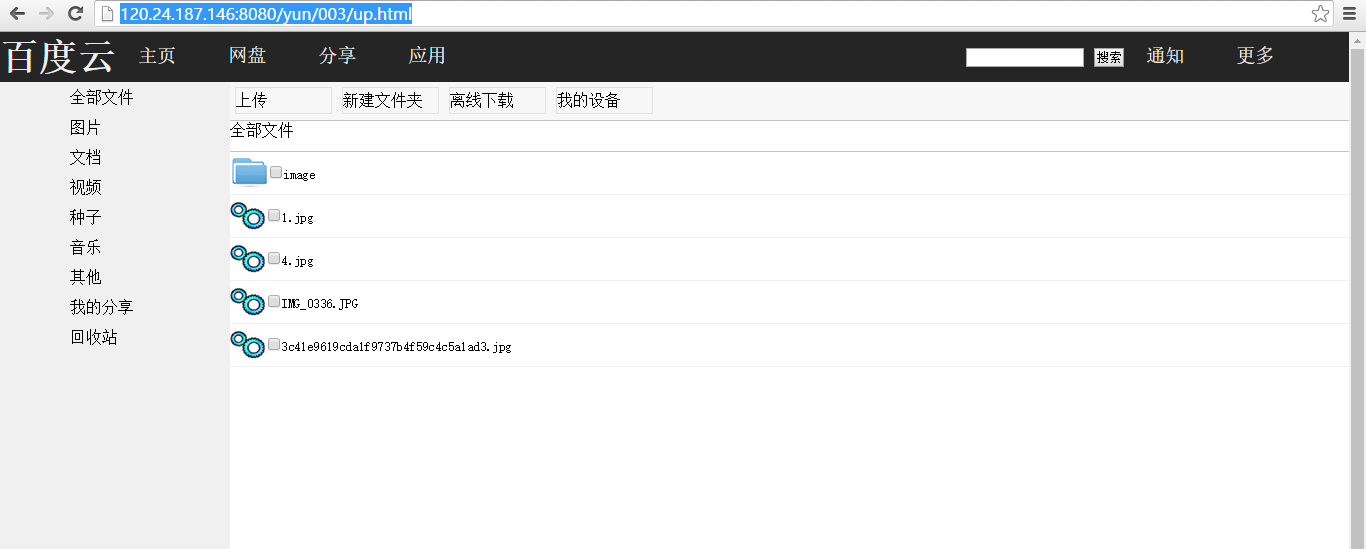 120.24.187.146:8080/yun/003/up.html
百度云 主页 网盘 分享 应用 搜索 通知 更多
全部文件
图片
文档
视频
种子
音乐
其他
我的分享
回收站
上传 新建文件夹 离线下载 我的设备
全部文件
image
1.jpg
4.jpg
IMG_0336.JPG
3c41e9619cda1f9737b4f59c4c5a1ad3.jpg